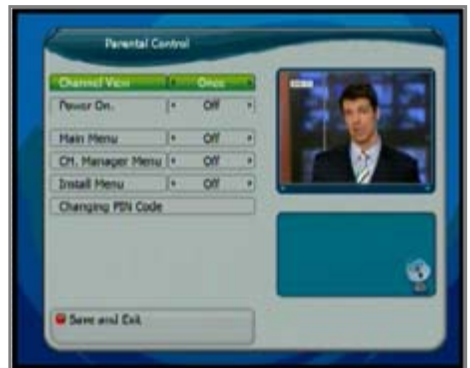 Parental Control
Channel View Once
Power On. Off
Main Menu Off
CH. Manager Menu Off
Install Menu Off
Changing PIN Code
Save and Exit